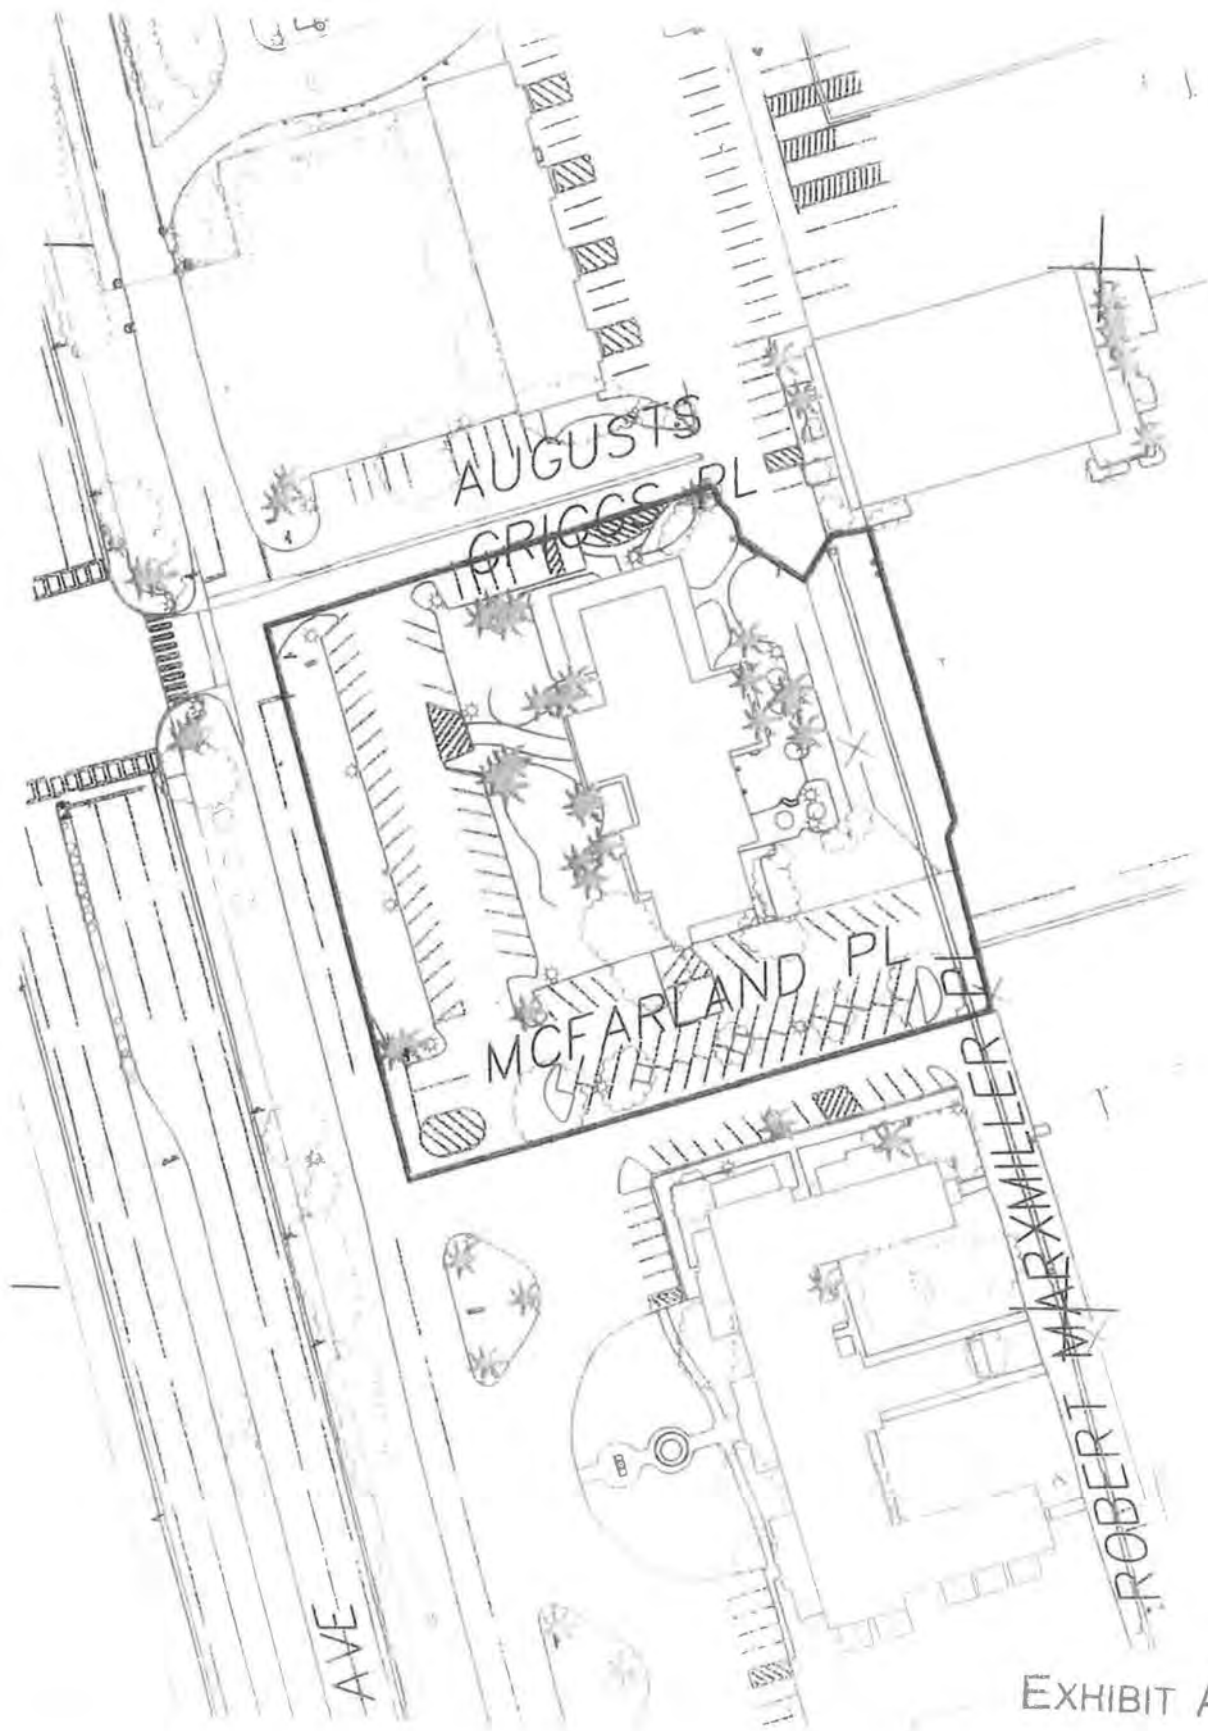 AUGUSTS
GRIGGS PL
MCFARLAND PL
ROBERT MARXMILLER PL
AVE
EXHIBIT A